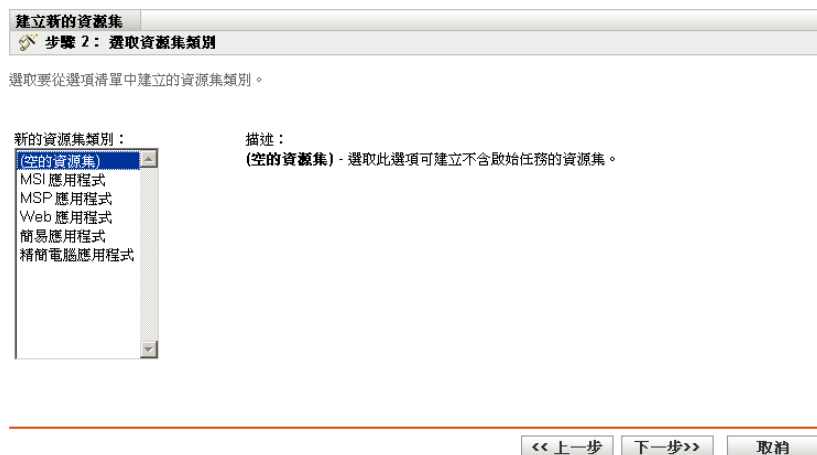 建立新的資源集
步驟 2： 選取資源集類別
選取要從選項清單中建立的資源集類別。
新的資源集類別：
(空的資源集)
MSI 應用程式
MSP 應用程式
Web 應用程式
簡易應用程式
精簡電腦應用程式
描述：
(空的資源集) - 選取此選項可建立不含啟始任務的資源集。
<< 上一步
下一步>>
取消